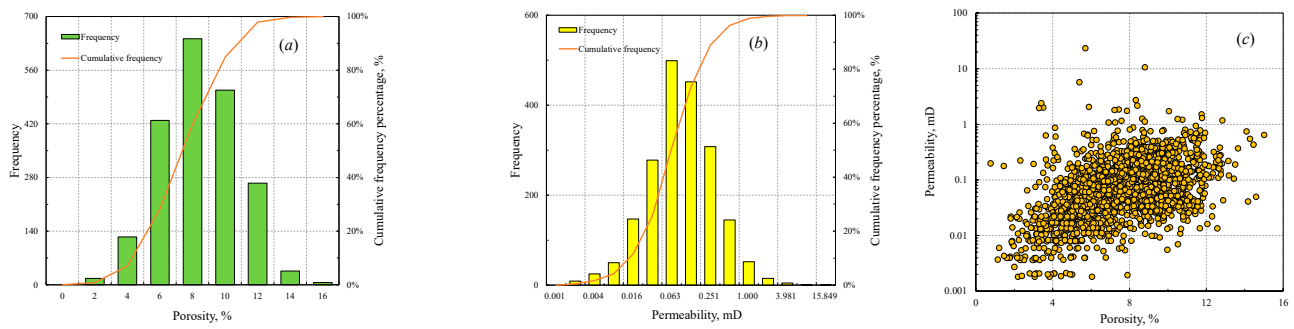 700
560
420
280
140
0
Frequency
Frequency
Cumulative frequency
(a)
100%
80%
60%
40%
20%
0%
Cumulative frequency percentage, %
0 2 4 6 8 10 12 14 16
Porosity, %
600
400
200
0
Frequency
Frequency
Cumulative frequency
(b)
100%
80%
60%
40%
20%
0%
Cumulative frequency percentage, %
0.001 0.004 0.016 0.063 0.251 1.000 3.981 15.849
Permeability, mD
100
10
1
0.1
0.01
0.001
Permeability, mD
(c)
0 4 8 12 16
Porosity, %